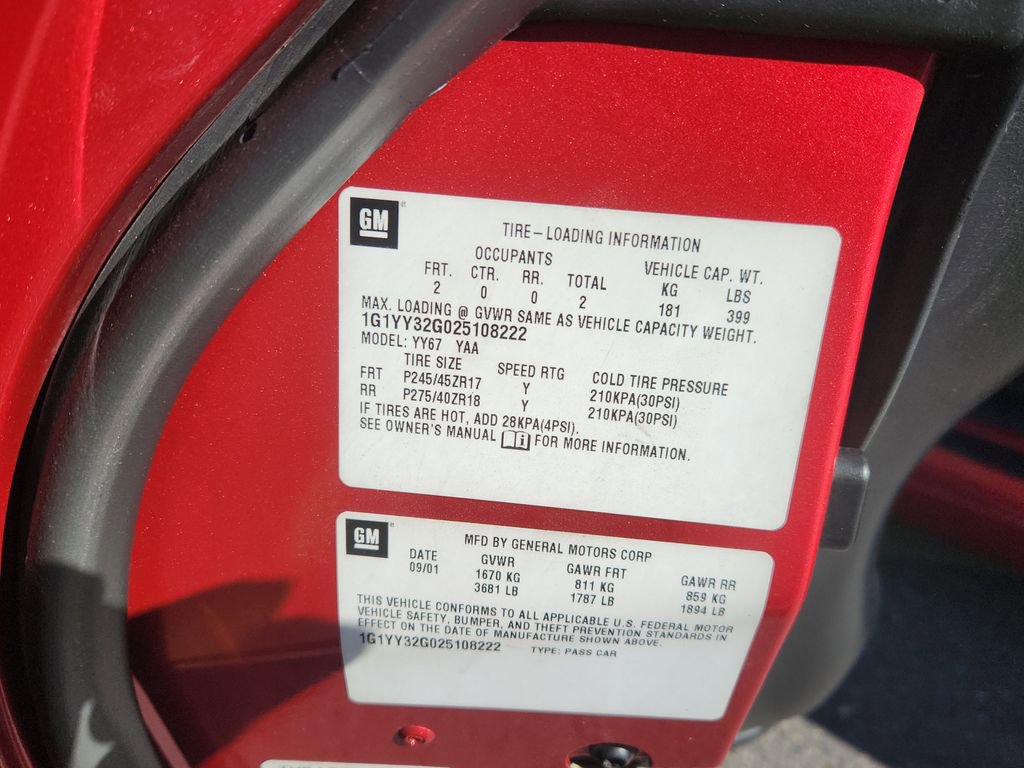 GM
TIRE-LOADING INFORMATION
OCCUPANTS VEHICLE CAP. WT.
FRT. CTR. RR. TOTAL KG LBS
2 0 0 2 181 399
MAX. LOADING @ GVWR SAME AS VEHICLE CAPACITY WEIGHT.
1G1YY32G025108222
MODEL: YY67 YAA
TIRE SIZE SPEED RTG COLD TIRE PRESSURE
FRT P245/45ZR17 Y 210KPA(30PSI)
RR P275/40ZR18 Y 210KPA(30PSI)
IF TIRES ARE HOT, ADD 28KPA(4PSI).
SEE OWNER'S MANUAL FOR MORE INFORMATION.
GM
MFD BY GENERAL MOTORS CORP
DATE GVWR GAWR FRT GAWR RR
09/01 1670 KG 811 KG 859 KG
3681 LB 1787 LB 1894 LB
THIS VEHICLE CONFORMS TO ALL APPLICABLE U.S. FEDERAL MOTOR
VEHICLE SAFETY, BUMPER, AND THEFT PREVENTION STANDARDS IN
EFFECT ON THE DATE OF MANUFACTURE SHOWN ABOVE.
1G1YY32G025108222 TYPE: PASS CAR